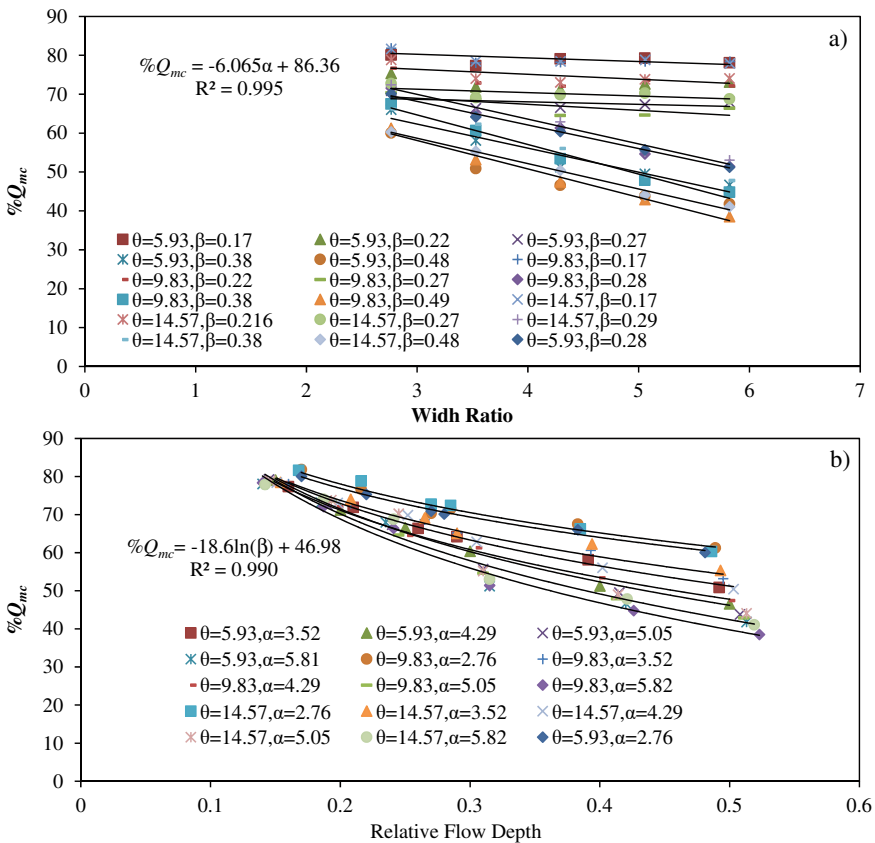 a)
%Qmc
90
80
70
60
50
40
30
20
10
0
%Qmc = -6.065α + 86.36
R² = 0.995
θ=5.93,β=0.17 θ=5.93,β=0.22 θ=5.93,β=0.27
θ=5.93,β=0.38 θ=5.93,β=0.48 θ=9.83,β=0.17
θ=9.83,β=0.22 θ=9.83,β=0.27 θ=9.83,β=0.28
θ=9.83,β=0.38 θ=9.83,β=0.49 θ=14.57,β=0.17
θ=14.57,β=0.216 θ=14.57,β=0.27 θ=14.57,β=0.29
θ=14.57,β=0.38 θ=14.57,β=0.48 θ=5.93,β=0.28
0 1 2 3 4 5 6 7
Widh Ratio
b)
%Qmc
90
80
70
60
50
40
30
20
10
0
%Qmc = -18.6ln(β) + 46.98
R² = 0.990
θ=5.93,α=3.52 θ=5.93,α=4.29 θ=5.93,α=5.05
θ=5.93,α=5.81 θ=9.83,α=2.76 θ=9.83,α=3.52
θ=9.83,α=4.29 θ=9.83,α=5.05 θ=9.83,α=5.82
θ=14.57,α=2.76 θ=14.57,α=3.52 θ=14.57,α=4.29
θ=14.57,α=5.05 θ=14.57,α=5.82 θ=5.93,α=2.76
0 0.1 0.2 0.3 0.4 0.5 0.6
Relative Flow Depth